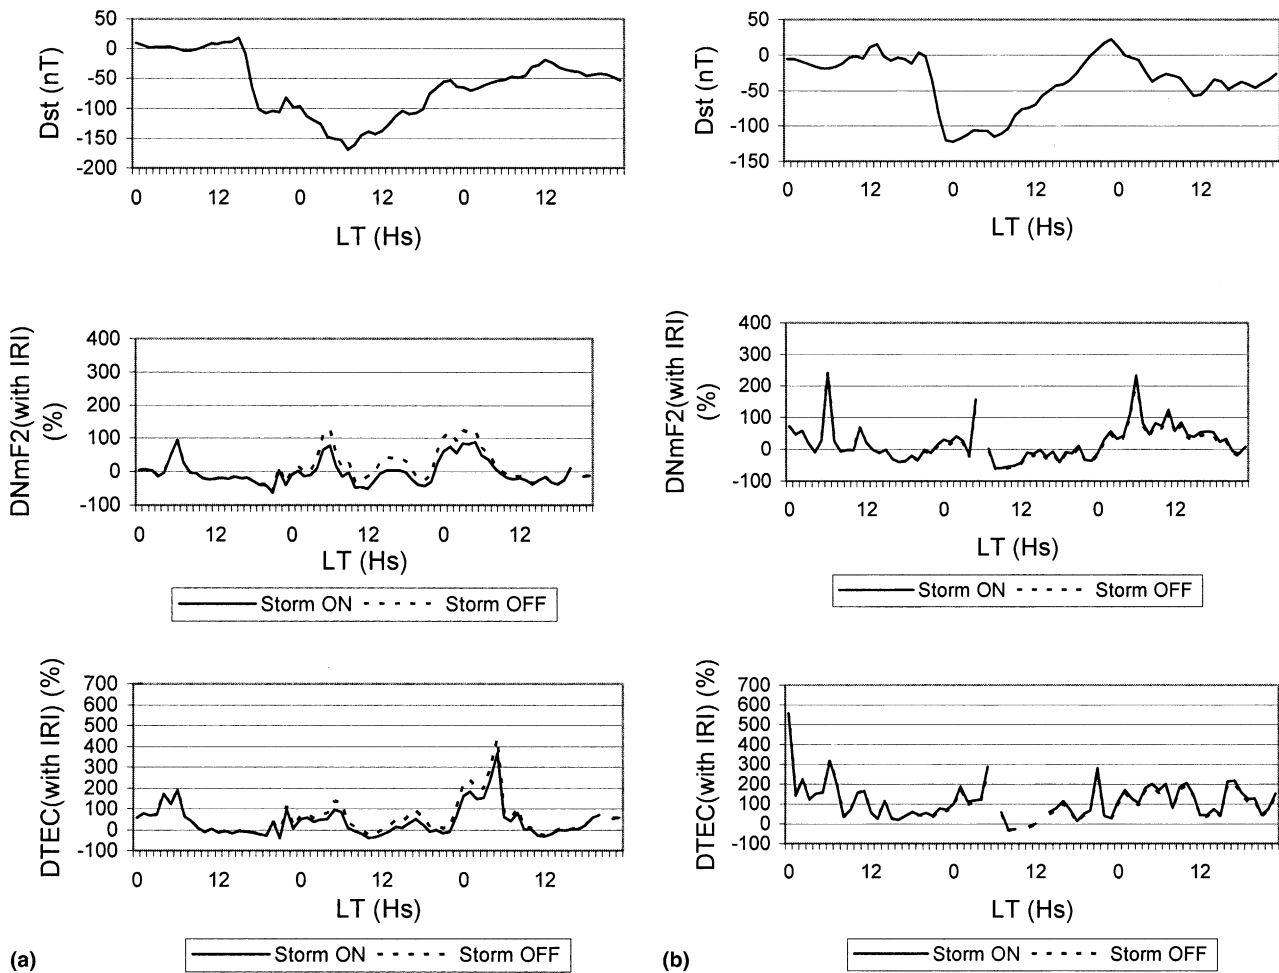 50
0
-50
-100
-150
-200
Dst (nT)
0 12 0 12 0 12
LT (Hs)
400
300
200
100
0
-100
DNmF2(with IRI)
(%)
0 12 0 12 0 12
LT (Hs)
Storm ON Storm OFF
700
600
500
400
300
200
100
0
-100
DTEC(with IRI) (%)
0 12 0 12 0 12
LT (Hs)
(a)
Storm ON Storm OFF
50
0
-50
-100
-150
Dst (nT)
0 12 0 12 0 12
LT (Hs)
400
300
200
100
0
-100
DNmF2(with IRI)
(%)
0 12 0 12 0 12
LT (Hs)
Storm ON Storm OFF
700
600
500
400
300
200
100
0
-100
DTEC(with IRI) (%)
0 12 0 12 0 12
LT (Hs)
(b)
Storm ON Storm OFF